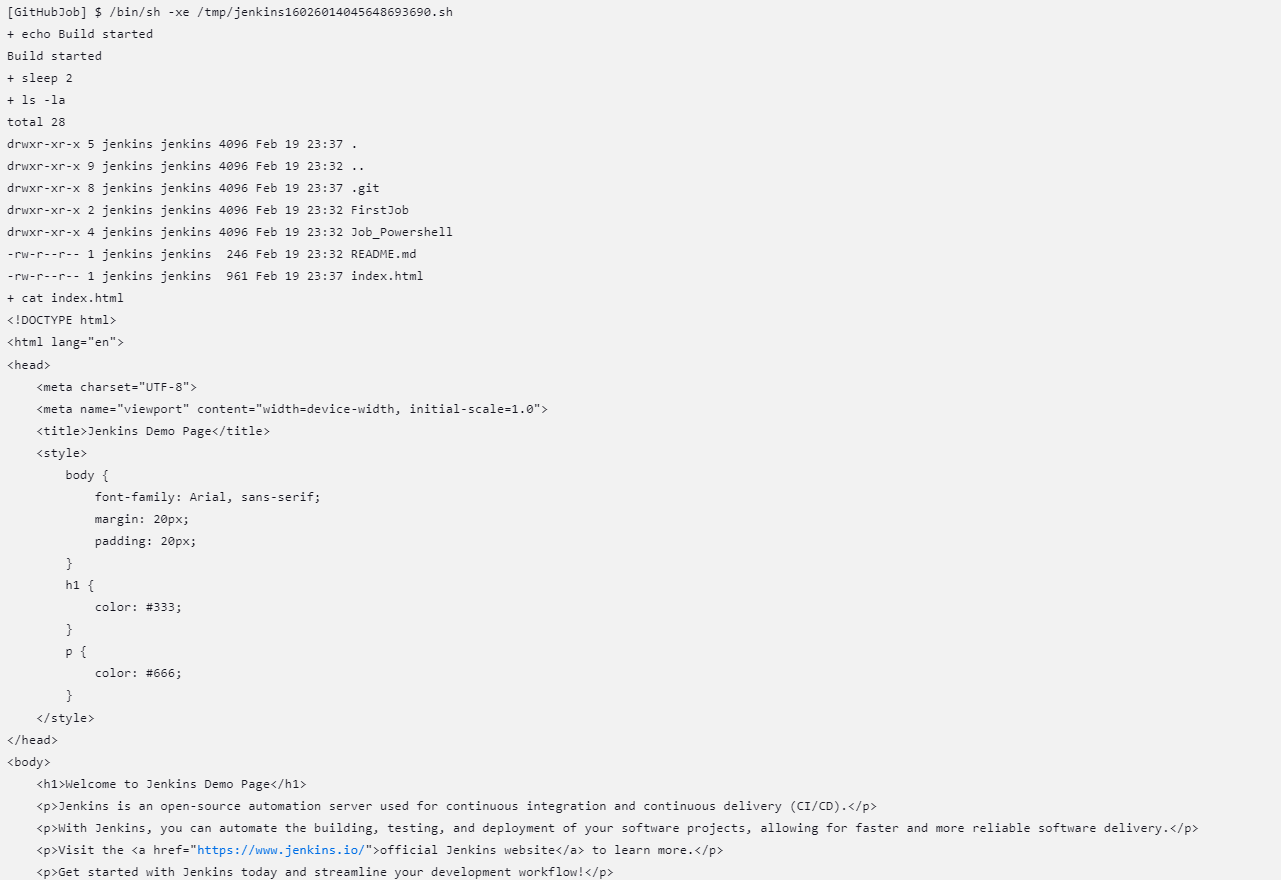 [GitHubJob] $ /bin/sh -xe /tmp/jenkins16026014045648693690.sh
+ echo Build started
Build started
+ sleep 2
+ ls -la
total 28
drwxr-xr-x 5 jenkins jenkins 4096 Feb 19 23:37 .
drwxr-xr-x 9 jenkins jenkins 4096 Feb 19 23:32 ..
drwxr-xr-x 8 jenkins jenkins 4096 Feb 19 23:37 .git
drwxr-xr-x 2 jenkins jenkins 4096 Feb 19 23:32 FirstJob
drwxr-xr-x 4 jenkins jenkins 4096 Feb 19 23:32 Job_Powershell
-rw-r--r-- 1 jenkins jenkins  246 Feb 19 23:32 README.md
-rw-r--r-- 1 jenkins jenkins  961 Feb 19 23:37 index.html
+ cat index.html
<!DOCTYPE html>
<html lang="en">
<head>
    <meta charset="UTF-8">
    <meta name="viewport" content="width=device-width, initial-scale=1.0">
    <title>Jenkins Demo Page</title>
    <style>
        body {
            font-family: Arial, sans-serif;
            margin: 20px;
            padding: 20px;
        }
        h1 {
            color: #333;
        }
        p {
            color: #666;
        }
    </style>
</head>
<body>
    <h1>Welcome to Jenkins Demo Page</h1>
    <p>Jenkins is an open-source automation server used for continuous integration and continuous delivery (CI/CD).</p>
    <p>With Jenkins, you can automate the building, testing, and deployment of your software projects, allowing for faster and more reliable software delivery.</p>
    <p>Visit the <a href="https://www.jenkins.io/">official Jenkins website</a> to learn more.</p>
    <p>Get started with Jenkins today and streamline your development workflow!</p>